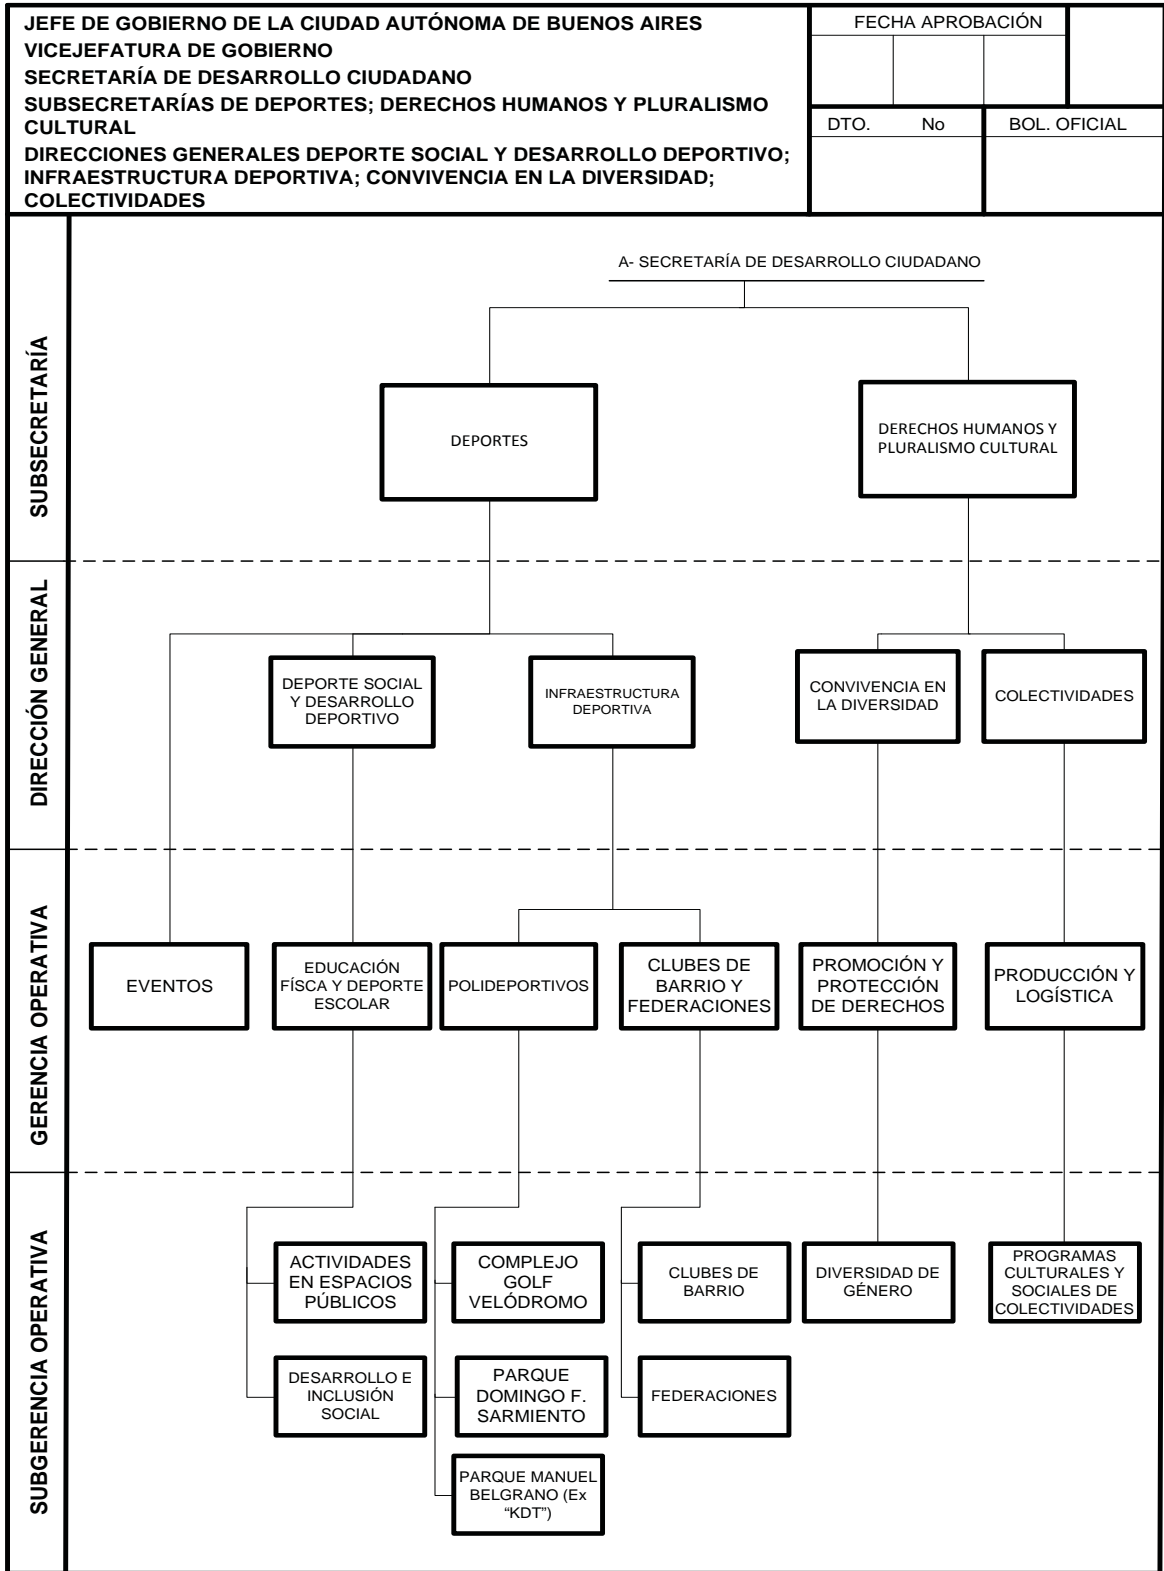 JEFE DE GOBIERNO DE LA CIUDAD AUTÓNOMA DE BUENOS AIRES
VICEJEFATURA DE GOBIERNO
SECRETARÍA DE DESARROLLO CIUDADANO
SUBSECRETARÍAS DE DEPORTES; DERECHOS HUMANOS Y PLURALISMO
CULTURAL
DIRECCIONES GENERALES DEPORTE SOCIAL Y DESARROLLO DEPORTIVO;
INFRAESTRUCTURA DEPORTIVA; CONVIVENCIA EN LA DIVERSIDAD;
COLECTIVIDADES
FECHA APROBACIÓN
DTO. No
BOL. OFICIAL
A- SECRETARÍA DE DESARROLLO CIUDADANO
SUBSECRETARÍA
DEPORTES
DERECHOS HUMANOS Y
PLURALISMO CULTURAL
DIRECCIÓN GENERAL
DEPORTE SOCIAL
Y DESARROLLO
DEPORTIVO
INFRAESTRUCTURA
DEPORTIVA
CONVIVENCIA EN
LA DIVERSIDAD
COLECTIVIDADES
GERENCIA OPERATIVA
EVENTOS
EDUCACIÓN
FÍSCA Y DEPORTE
ESCOLAR
POLIDEPORTIVOS
CLUBES DE
BARRIO Y
FEDERACIONES
PROMOCIÓN Y
PROTECCIÓN
DE DERECHOS
PRODUCCIÓN Y
LOGÍSTICA
SUBGERENCIA OPERATIVA
ACTIVIDADES
EN ESPACIOS
PÚBLICOS
COMPLEJO
GOLF
VELÓDROMO
CLUBES DE
BARRIO
DIVERSIDAD DE
GÉNERO
PROGRAMAS
CULTURALES Y
SOCIALES DE
COLECTIVIDADES
DESARROLLO E
INCLUSIÓN
SOCIAL
PARQUE
DOMINGO F.
SARMIENTO
FEDERACIONES
PARQUE MANUEL
BELGRANO (Ex
“KDT”)